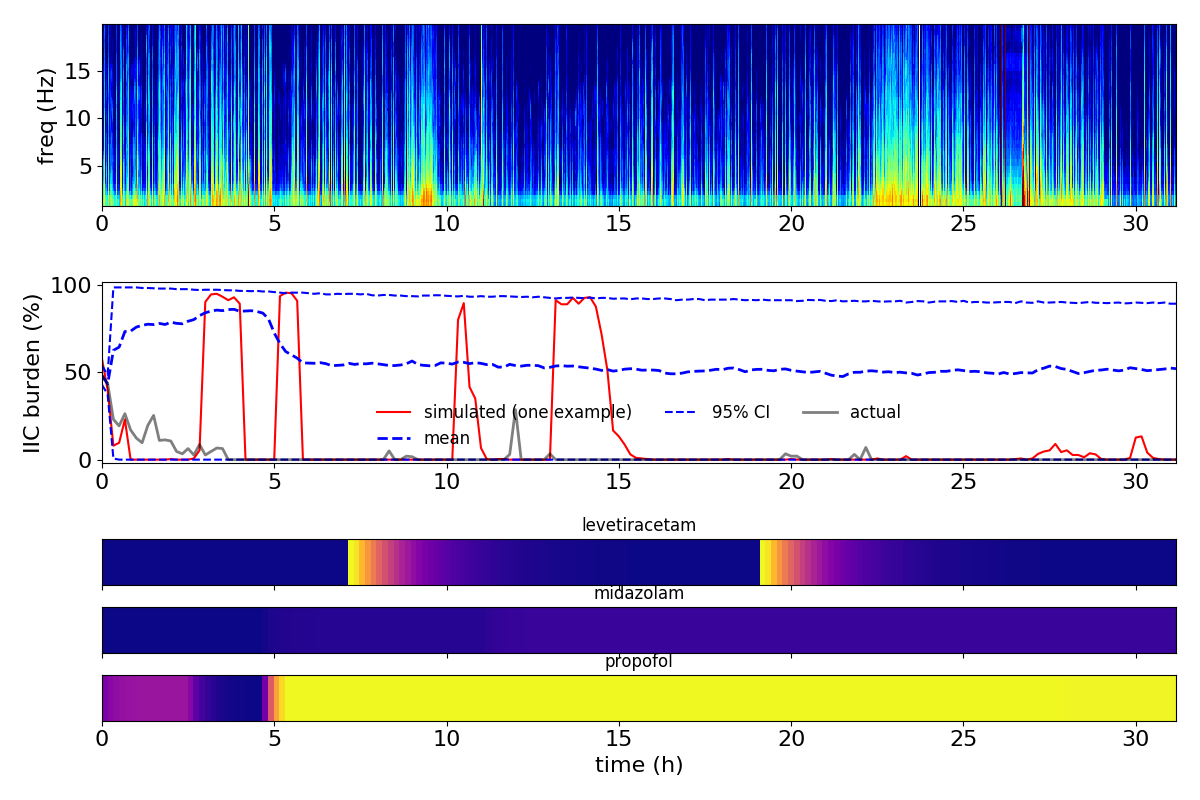 15
10
5
freq (Hz)
0 5 10 15 20 25 30
100
50
0
IIC burden (%)
simulated (one example) 95% CI actual
mean
0 5 10 15 20 25 30
levetiracetam
midazolam
propofol
0 5 10 15 20 25 30
time (h)